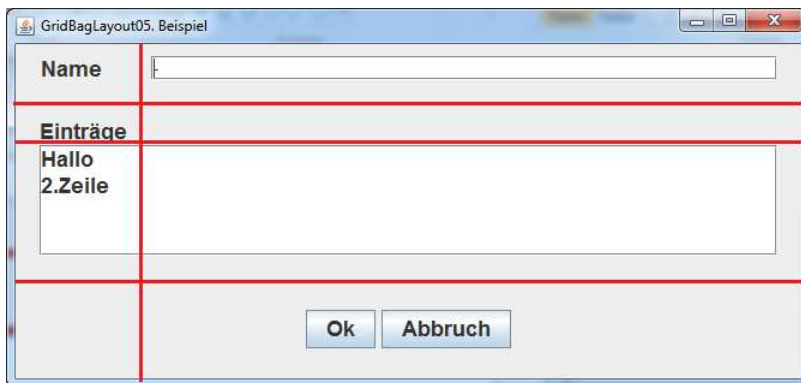 GridBagLayout05. Beispiel
Name
Einträge
Hallo
2.Zeile
Ok Abbruch